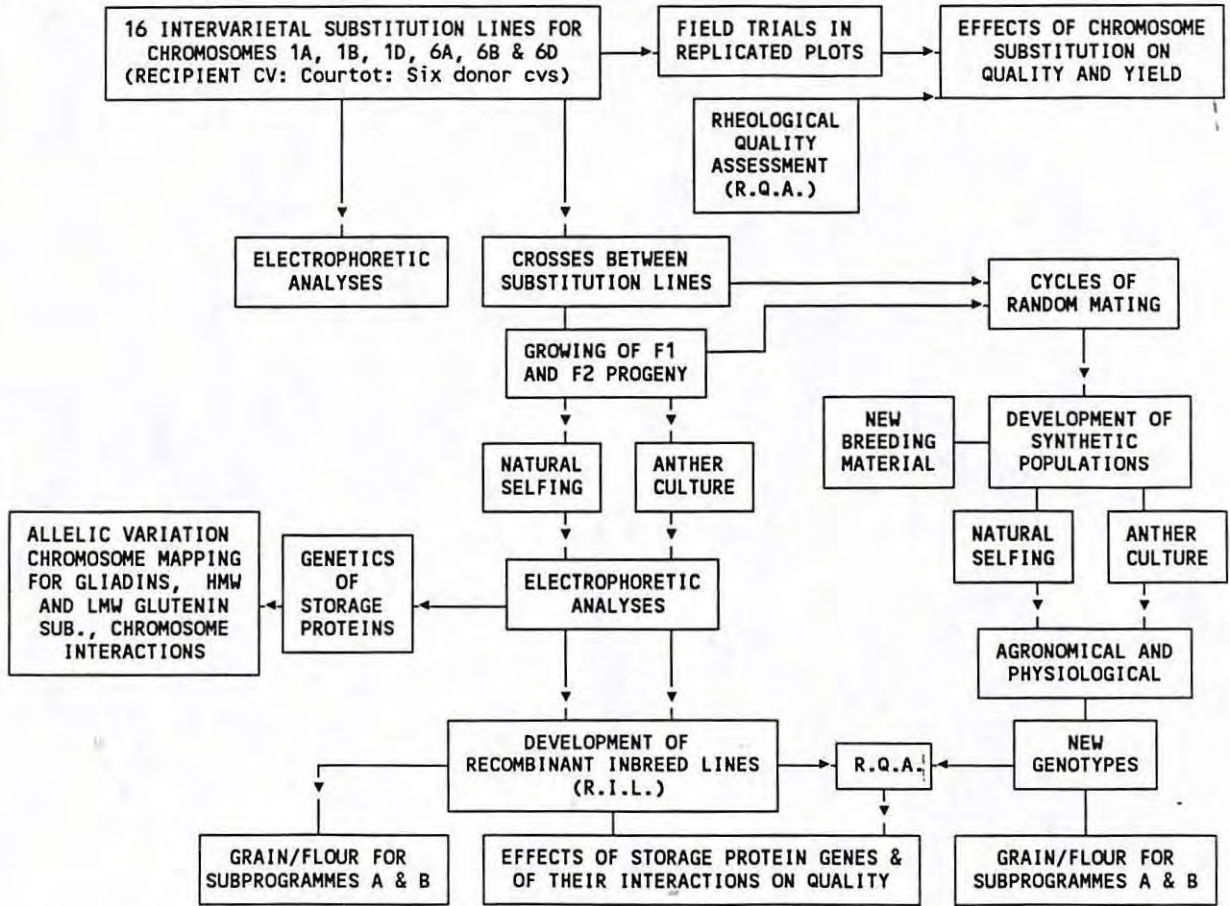 16 INTERVARIETAL SUBSTITUTION LINES FOR
CHROMOSOMES 1A, 1B, 1D, 6A, 6B & 6D
(RECIPIENT CV: Courtot: Six donor cvs)
FIELD TRIALS IN
REPLICATED PLOTS
EFFECTS OF CHROMOSOME
SUBSTITUTION ON
QUALITY AND YIELD
RHEOLOGICAL
QUALITY
ASSESSMENT
(R.Q.A.)
ELECTROPHORETIC
ANALYSES
CROSSES BETWEEN
SUBSTITUTION LINES
CYCLES OF
RANDOM MATING
GROWING OF F1
AND F2 PROGENY
NEW
BREEDING
MATERIAL
DEVELOPMENT OF
SYNTHETIC
POPULATIONS
NATURAL
SELFING
ANTHER
CULTURE
NATURAL
SELFING
ANTHER
CULTURE
ALLELIC VARIATION
CHROMOSOME MAPPING
FOR GLIADINS, HMW
AND LMW GLUTENIN
SUB., CHROMOSOME
INTERACTIONS
GENETICS
OF
STORAGE
PROTEINS
ELECTROPHORETIC
ANALYSES
AGRONOMICAL AND
PHYSIOLOGICAL
DEVELOPMENT OF
RECOMBINANT INBREED LINES
(R.I.L.)
R.Q.A.
NEW
GENOTYPES
GRAIN/FLOUR FOR
SUBPROGRAMMES A & B
EFFECTS OF STORAGE PROTEIN GENES &
OF THEIR INTERACTIONS ON QUALITY
GRAIN/FLOUR FOR
SUBPROGRAMMES A & B